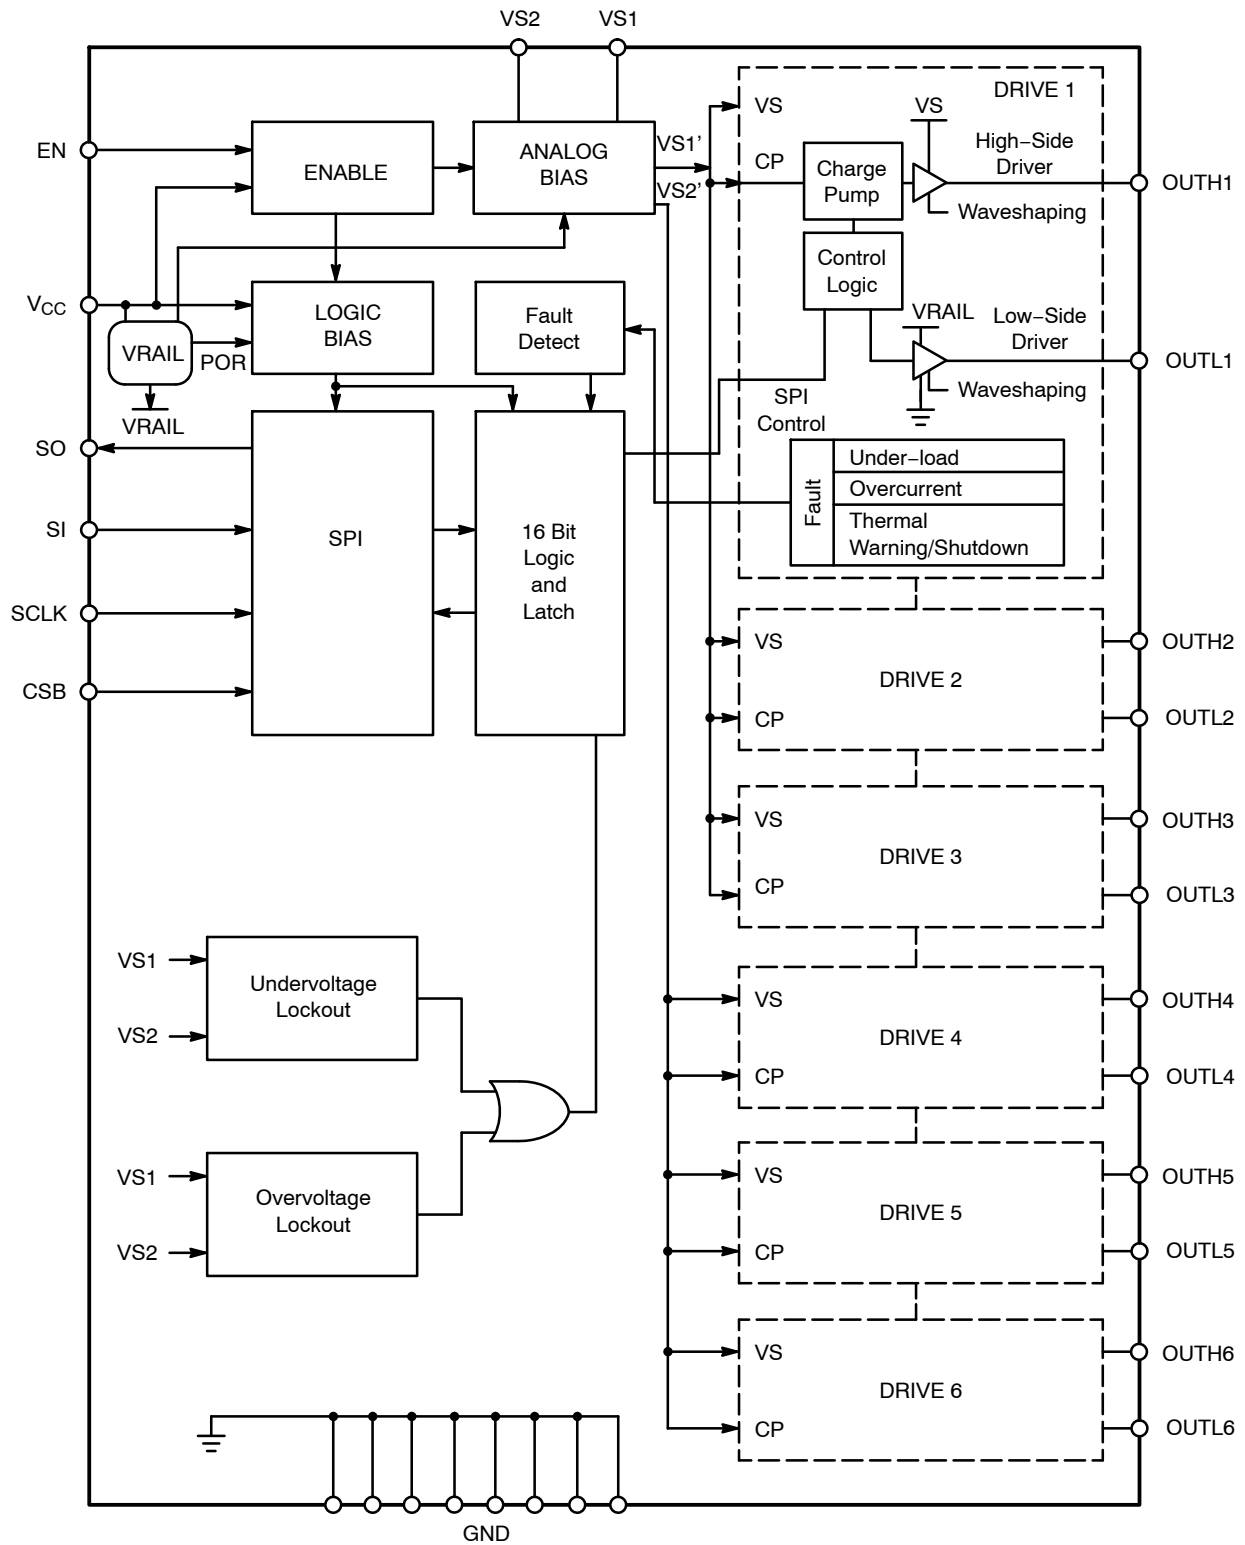 VS2
VS1
DRIVE 1
VS
VS
EN
ENABLE
ANALOG
BIAS
VS1’
VS2’
CP
Charge
Pump
High−Side
Driver
OUTH1
Waveshaping
Control
Logic
VCC
LOGIC
BIAS
Fault
Detect
VRAIL
POR
VRAIL
VRAIL
Low−Side
Driver
OUTL1
Waveshaping
SPI
Control
SO
SI
SCLK
CSB
SPI
16 Bit
Logic
and
Latch
Fault
Under−load
Overcurrent
Thermal
Warning/Shutdown
VS
DRIVE 2
CP
OUTH2
OUTL2
VS
DRIVE 3
CP
OUTH3
OUTL3
VS1
VS2
Undervoltage
Lockout
VS
DRIVE 4
CP
OUTH4
OUTL4
VS1
VS2
Overvoltage
Lockout
VS
DRIVE 5
CP
OUTH5
OUTL5
VS
DRIVE 6
CP
OUTH6
OUTL6
GND